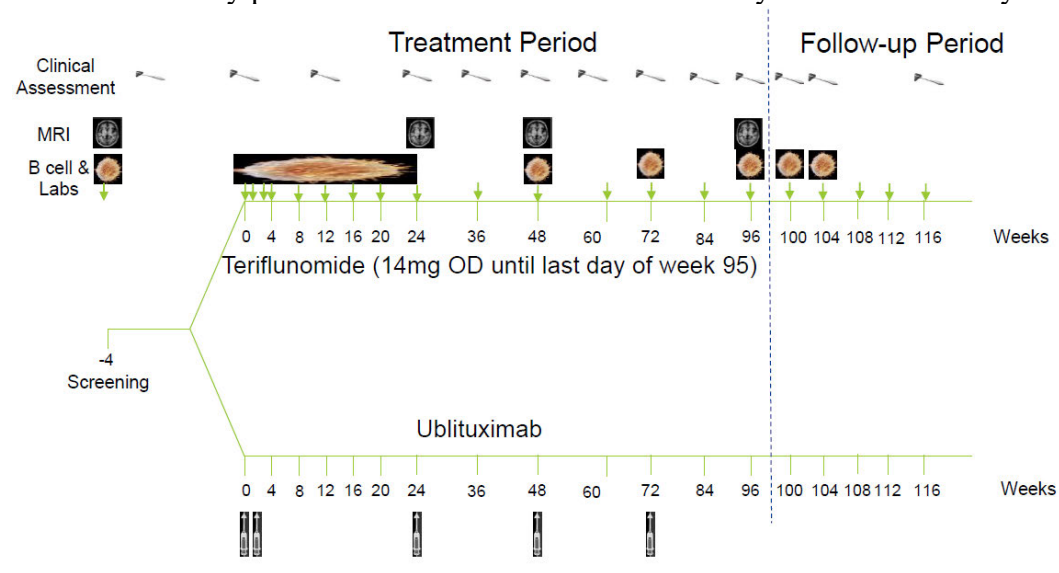 Treatment Period
Follow-up Period
Clinical
Assessment
MRI
B cell &
Labs
0 4 8 12 16 20 24 36 48 60 72 84 96 100 104 108 112 116 Weeks
Teriflunomide (14mg OD until last day of week 95)
-4
Screening
Ublituximab
0 4 8 12 16 20 24 36 48 60 72 84 96 100 104 108 112 116 Weeks